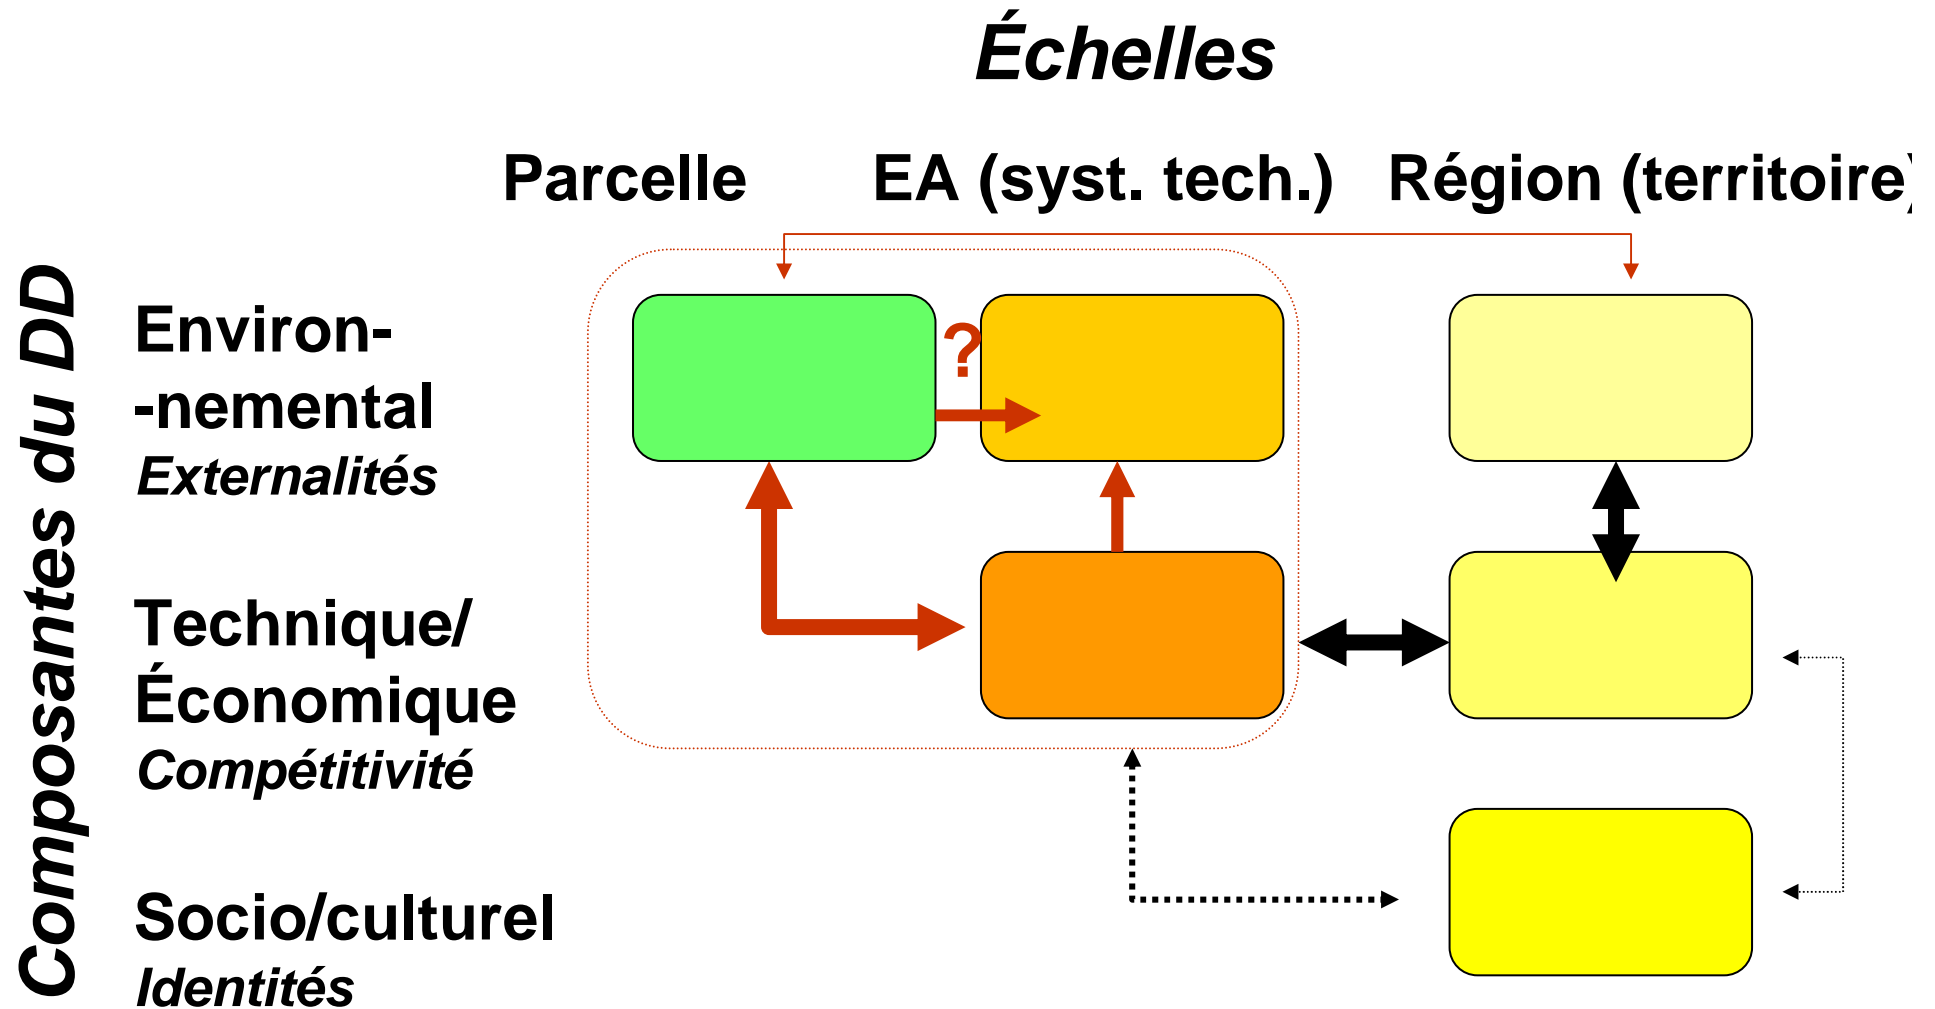 Échelles
Parcelle EA (syst. tech.) Région (territoire)
Composantes du DD
Environ-
-nemental
Externalités
?
Technique/
Économique
Compétitivité
Socio/culturel
Identités